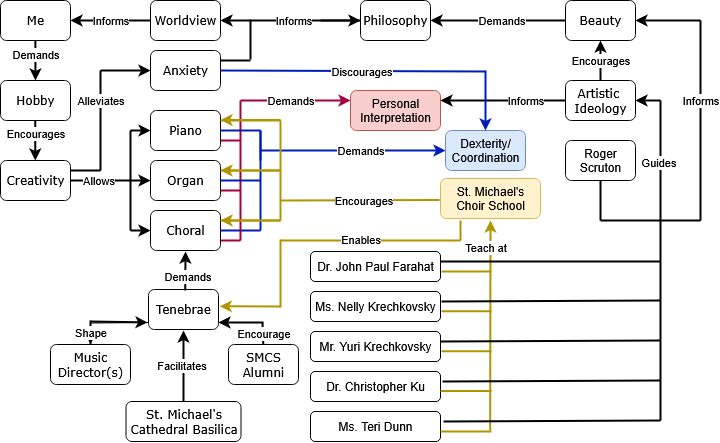 Me
Informs
Worldview
Informs
Philosophy
Demands
Beauty
Demands
Encourages
Anxiety
Discourages
Hobby
Alleviates
Demands
Personal
Interpretation
Informs
Artistic
Ideology
Informs
Encourages
Piano
Dexterity/
Coordination
Creativity
Allows
Organ
Demands
Roger
Scruton
Guides
Choral
Encourages
St. Michael's
Choir School
Enables
Teach at
Demands
Dr. John Paul Farahat
Tenebrae
Ms. Nelly Krechkovsky
Shape
Encourage
Mr. Yuri Krechkovsky
Music
Director(s)
Facilitates
SMCS
Alumni
Dr. Christopher Ku
St. Michael's
Cathedral Basilica
Ms. Teri Dunn